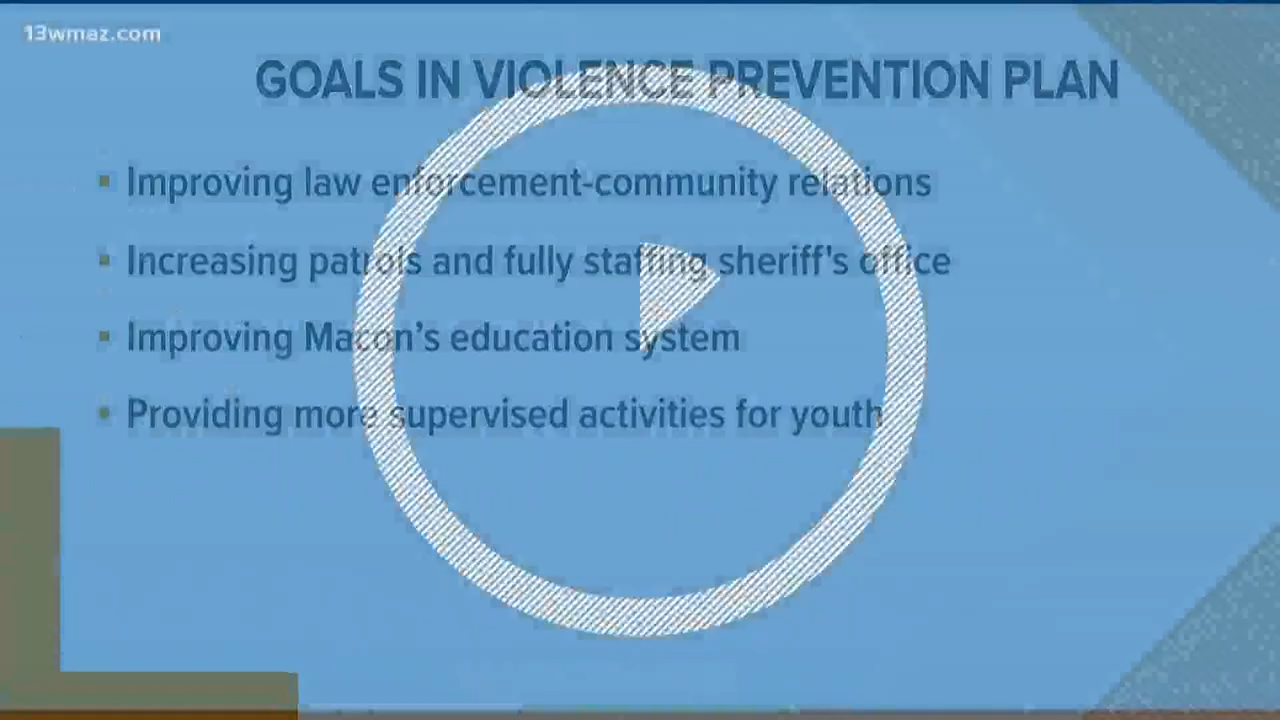 13wmaz.com
GOALS IN VIOLENCE PREVENTION PLAN
▪ Improving law enforcement-community relations
▪ Increasing patrols and fully staffing sheriff's office
▪ Improving Macon's education system
▪ Providing more supervised activities for youth